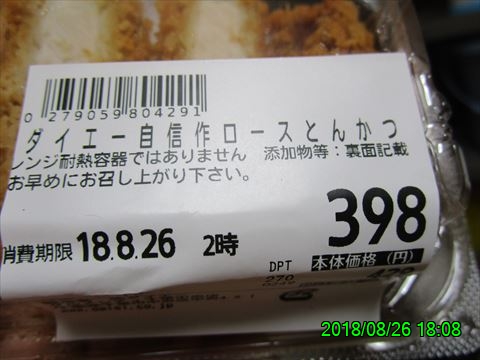 0 279059 804291
ダイエー自信作ロースとんかつ
レンジ耐熱容器ではありません 添加物等:裏面記載
お早めにお召し上がり下さい。
398
消費期限 18.8.26 2時
DPT 本体価格(円)
270
2018/08/26 18:08